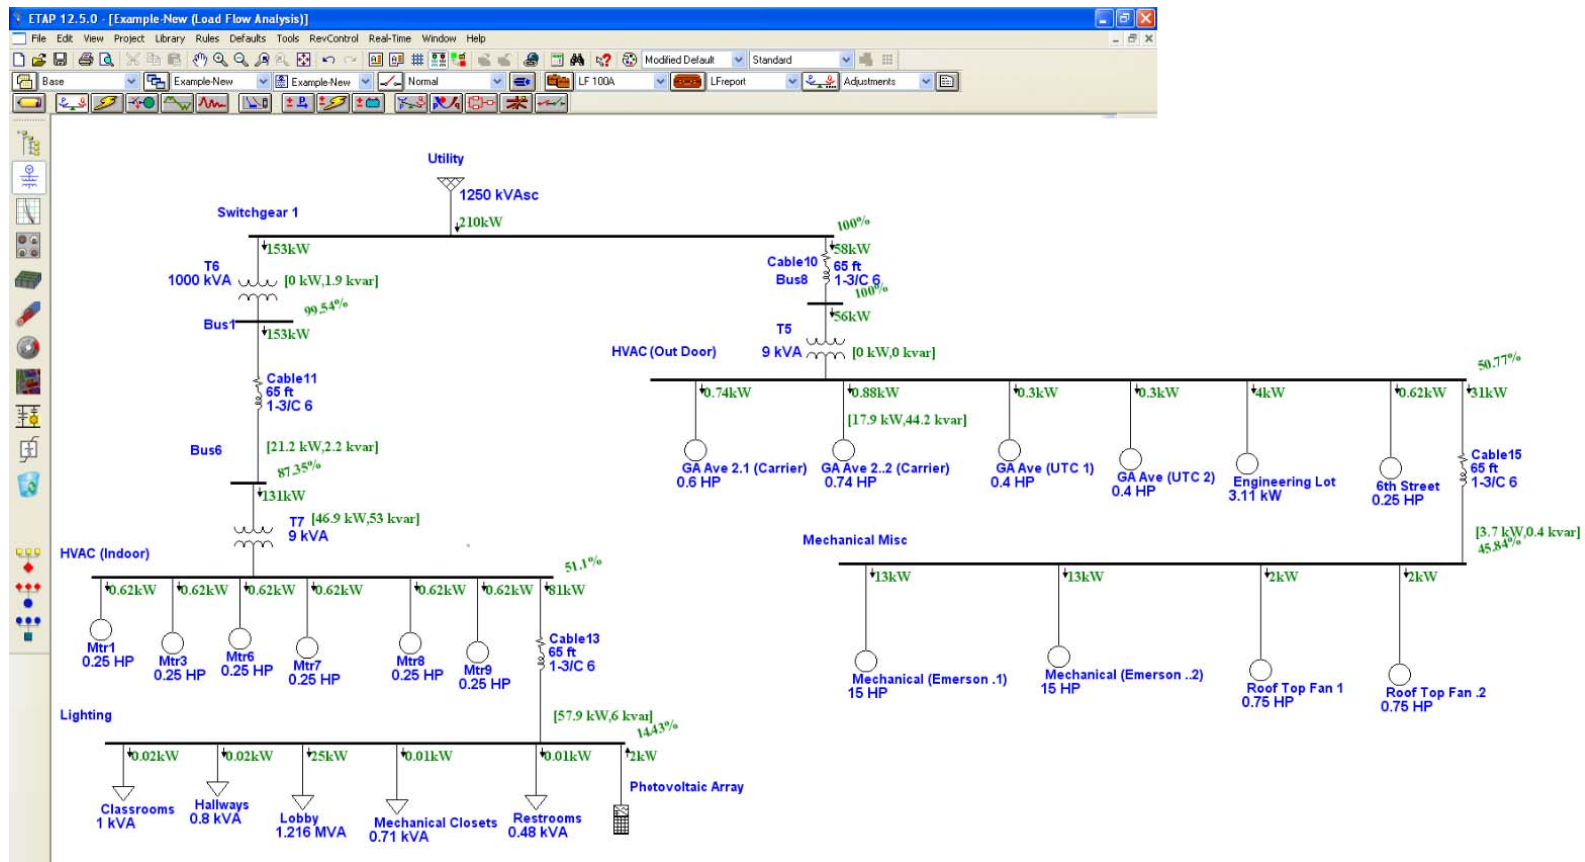 ETAP 12.5.0 - [Example-New (Load Flow Analysis)]
File Edit View Project Library Rules Defaults Tools RevControl Real-Time Window Help
Modified Default Standard
Base Example-New Example-New Normal LF 100A LFreport Adjustments
Utility
1250 kVAsc
Switchgear 1
210kW
100%
153kW
58kW
T6
1000 kVA
[0 kW,1.9 kvar]
Cable10
65 ft
1-3/C 6
Bus8
100%
99.54%
Bus1
153kW
56kW
T5
9 kVA
[0 kW,0 kvar]
HVAC (Out Door)
50.77%
Cable11
65 ft
1-3/C 6
0.74kW
0.88kW
0.3kW
0.3kW
4kW
0.62kW
31kW
[17.9 kW,44.2 kvar]
Bus6
[21.2 kW,2.2 kvar]
87.35%
131kW
GA Ave 2.1 (Carrier)
0.6 HP
GA Ave 2..2 (Carrier)
0.74 HP
GA Ave (UTC 1)
0.4 HP
GA Ave (UTC 2)
0.4 HP
Engineering Lot
3.11 kW
6th Street
0.25 HP
Cable15
65 ft
1-3/C 6
T7
9 kVA
[46.9 kW,53 kvar]
Mechanical Misc
[3.7 kW,0.4 kvar]
45.84%
HVAC (Indoor)
51.1%
0.62kW
0.62kW
0.62kW
0.62kW
0.62kW
0.62kW
81kW
13kW
13kW
2kW
2kW
Mtr1
0.25 HP
Mtr3
0.25 HP
Mtr6
0.25 HP
Mtr7
0.25 HP
Mtr8
0.25 HP
Mtr9
0.25 HP
Cable13
65 ft
1-3/C 6
Mechanical (Emerson .1)
15 HP
Mechanical (Emerson ..2)
15 HP
Roof Top Fan 1
0.75 HP
Roof Top Fan .2
0.75 HP
Lighting
[57.9 kW,6 kvar]
14.43%
0.02kW
0.02kW
25kW
0.01kW
0.01kW
2kW
Classrooms
1 kVA
Hallways
0.8 kVA
Lobby
1.216 MVA
Mechanical Closets
0.71 kVA
Restrooms
0.48 kVA
Photovoltaic Array